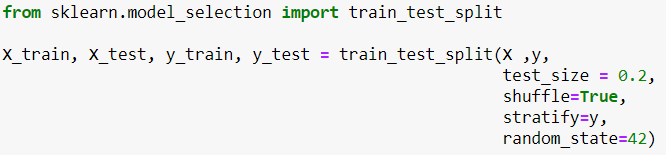 from sklearn.model_selection import train_test_split
X_train, X_test, y_train, y_test = train_test_split(X ,y,
test_size = 0.2,
shuffle=True,
stratify=y,
random_state=42)